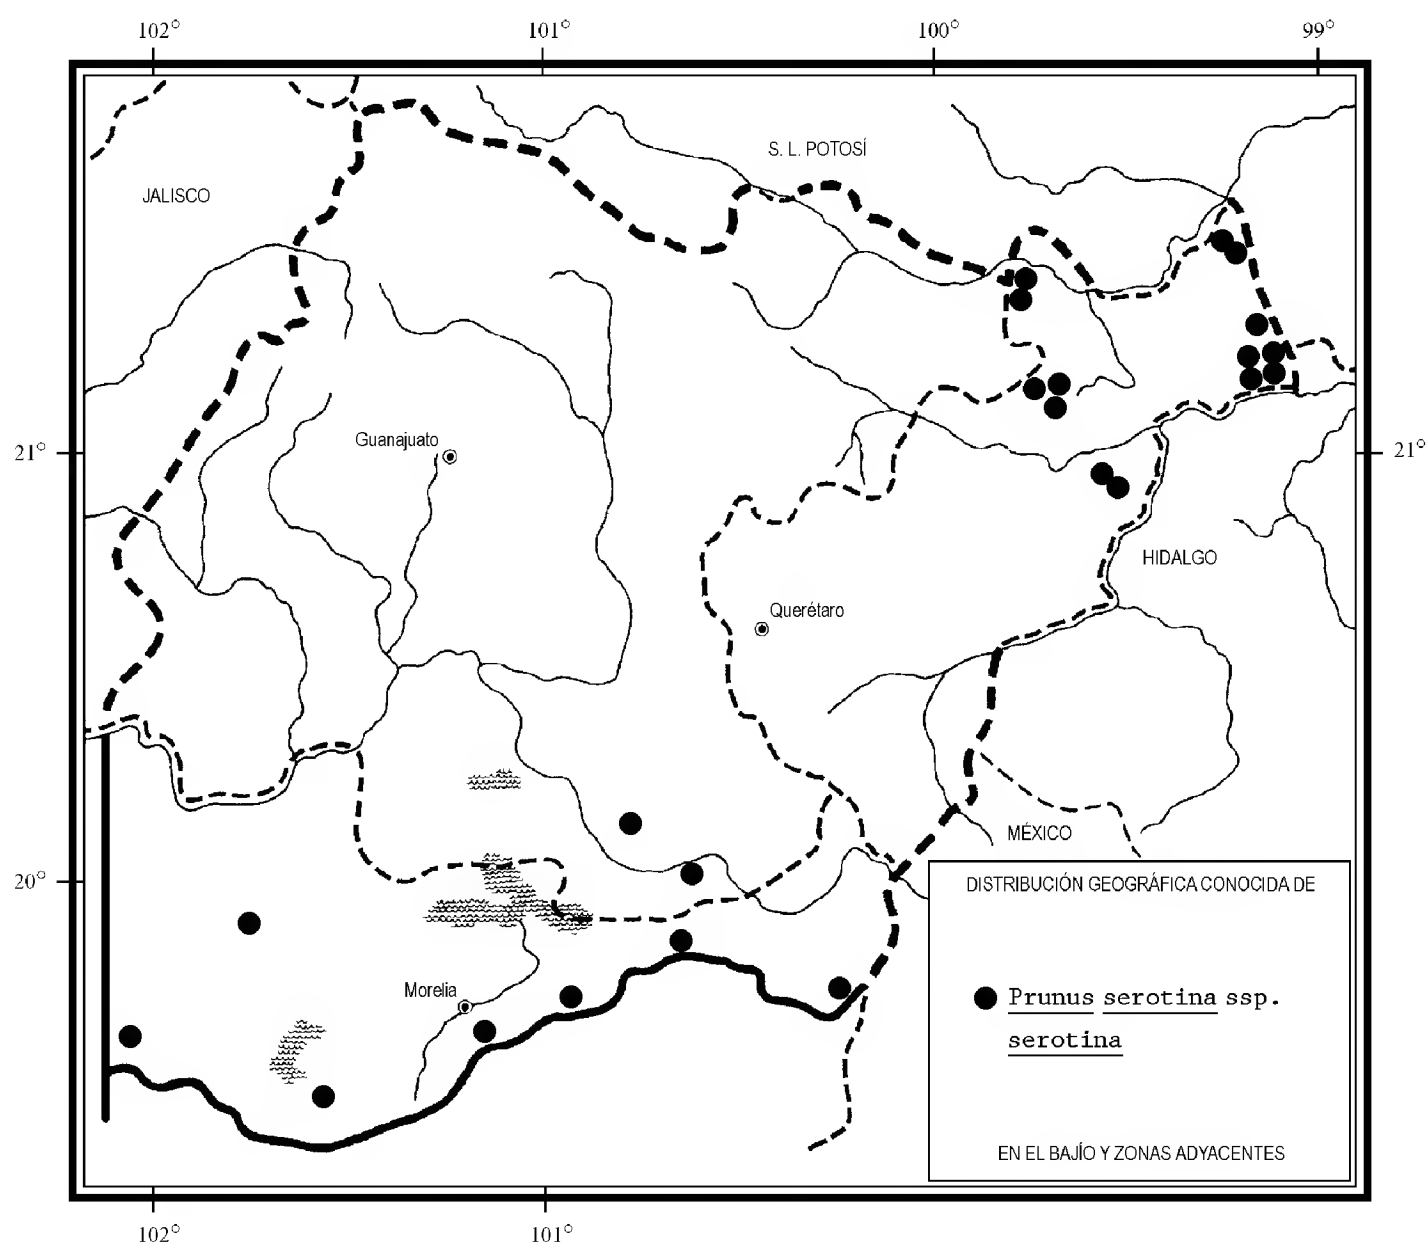 102°
101°
100°
99°
S. L. POTOSÍ
JALISCO
Guanajuato
21°
21°
HIDALGO
Querétaro
MÉXICO
20°
DISTRIBUCIÓN GEOGRÁFICA CONOCIDA DE
Morelia
Prunus serotina ssp.
serotina
EN EL BAJÍO Y ZONAS ADYACENTES
102°
101°